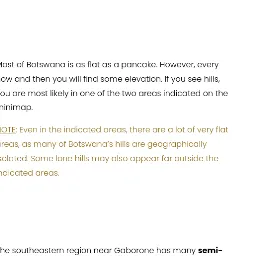 Most of Botswana is as flat as a pancake. However, every
now and then you will find some elevation. If you see hills,
you are most likely in one of the two areas indicated on the
minimap.
NOTE: Even in the indicated areas, there are a lot of very flat
areas, as many of Botswana's hills are geographically
isolated. Some lone hills may also appear far outside the
indicated areas.
The southeastern region near Gaborone has many semi-